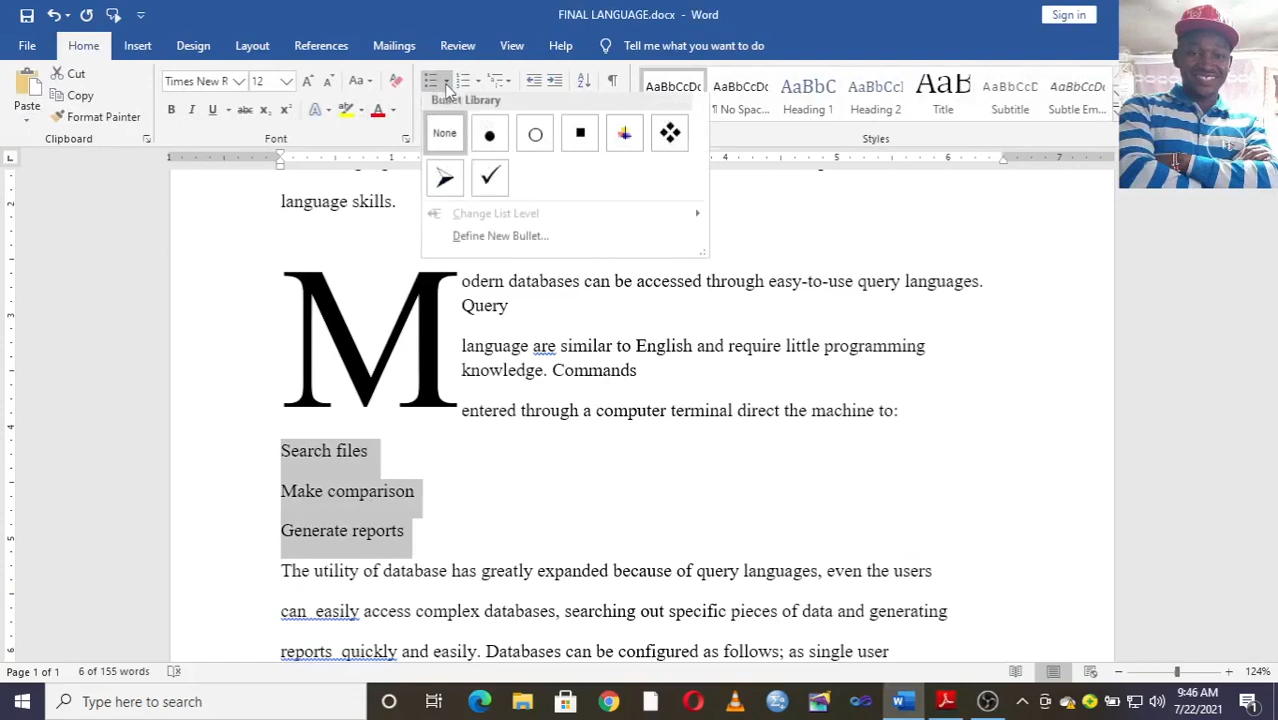 FINAL LANGUAGE.docx - Word
Sign in
File Home Insert Design Layout References Mailings Review View Help Tell me what you want to do
Cut
Copy
Format Painter
Paste
Clipboard
Times New R 12
Aa
B I U abc
A
AaBbCcDc AaBbCcDc AaBbC AaBbCcI AaB AaBbCcD AaBbCcDc
No Spac... Heading 1 Heading 2 Title Subtitle Subtle Em...
Styles
Bullet Library
None
Change List Level
Define New Bullet...
language skills.
Modern databases can be accessed through easy-to-use query languages.
Query
language are similar to English and require little programming
knowledge. Commands
entered through a computer terminal direct the machine to:
Search files
Make comparison
Generate reports
The utility of database has greatly expanded because of query languages, even the users
can easily access complex databases, searching out specific pieces of data and generating
reports quickly and easily. Databases can be configured as follows; as single user
Page 1 of 1 6 of 155 words
124%
Type here to search
9:46 AM
7/22/2021